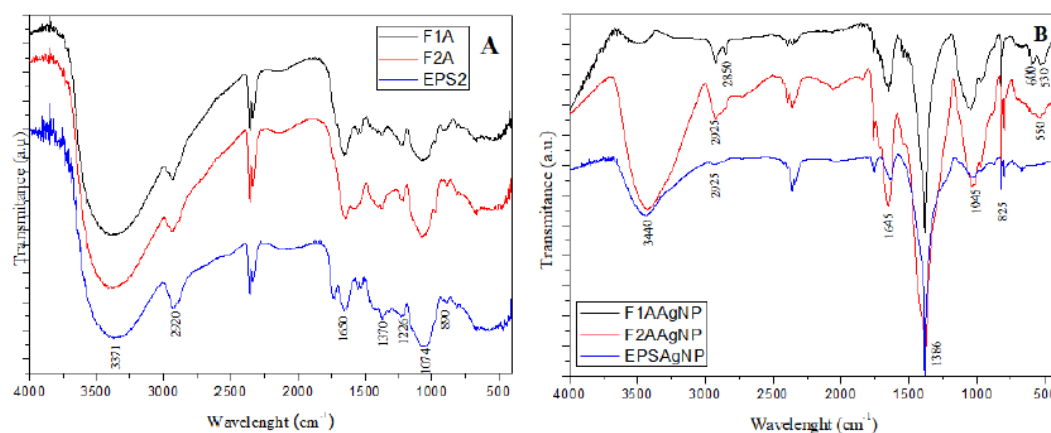 A
F1A
F2A
EPS2
Transmitance (a.u.)
3371
2920
1650
1370
1226
1074
890
4000 3500 3000 2500 2000 1500 1000 500
Wavelenght (cm-1)
B
2850
600
530
2925
550
2925
3440
1645
1045
825
1386
F1AAgNP
F2AAgNP
EPSAgNP
Transmitance (a.u.)
4000 3500 3000 2500 2000 1500 1000 500
Wavelenght (cm-1)